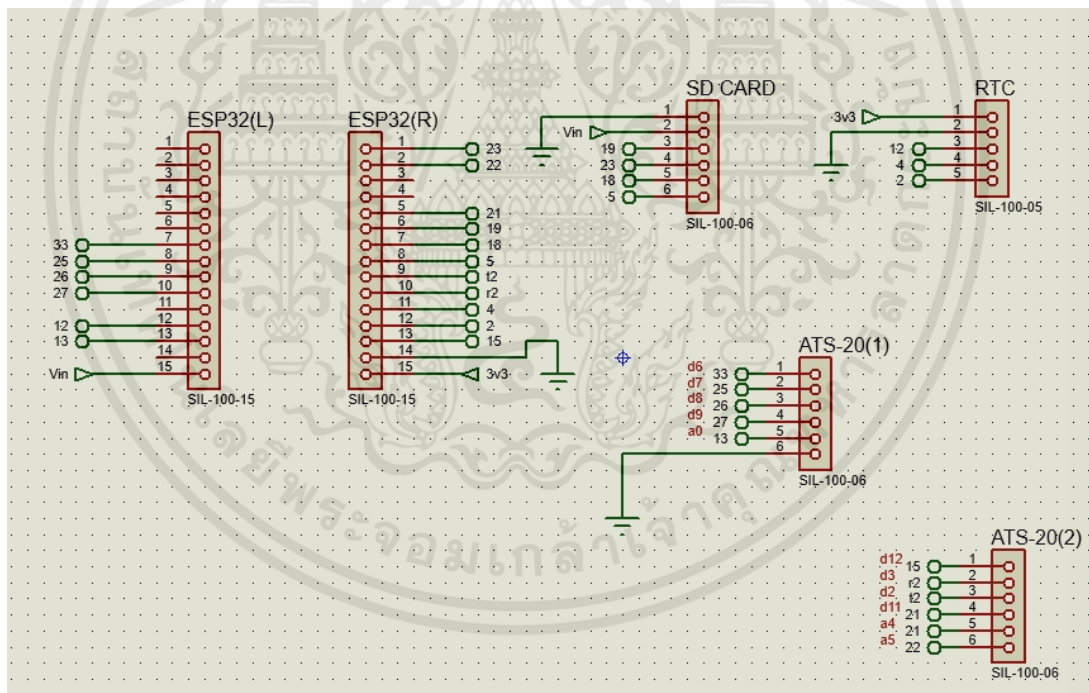 ESP32(L)
1
2
3
4
5
6
33 7
25 8
26 9
27 10
11
12 12
13 13
14
Vin 15
SIL-100-15
ESP32(R)
1 23
2 22
3
4
5 21
6 19
7 18
8 5
9 t2
10 r2
11 4
12 2
13 15
14
15 3v3
SIL-100-15
SD CARD
1
Vin 2
19 3
23 4
18 5
5 6
SIL-100-06
RTC
3v3 1
2
12 3
4 4
2 5
SIL-100-05
ATS-20(1)
d6 33 1
d7 25 2
d8 26 3
d9 27 4
a0 13 5
6
SIL-100-06
ATS-20(2)
d12 15 1
d3 r2 2
d2 t2 3
d11 21 4
a4 21 5
a5 22 6
SIL-100-06